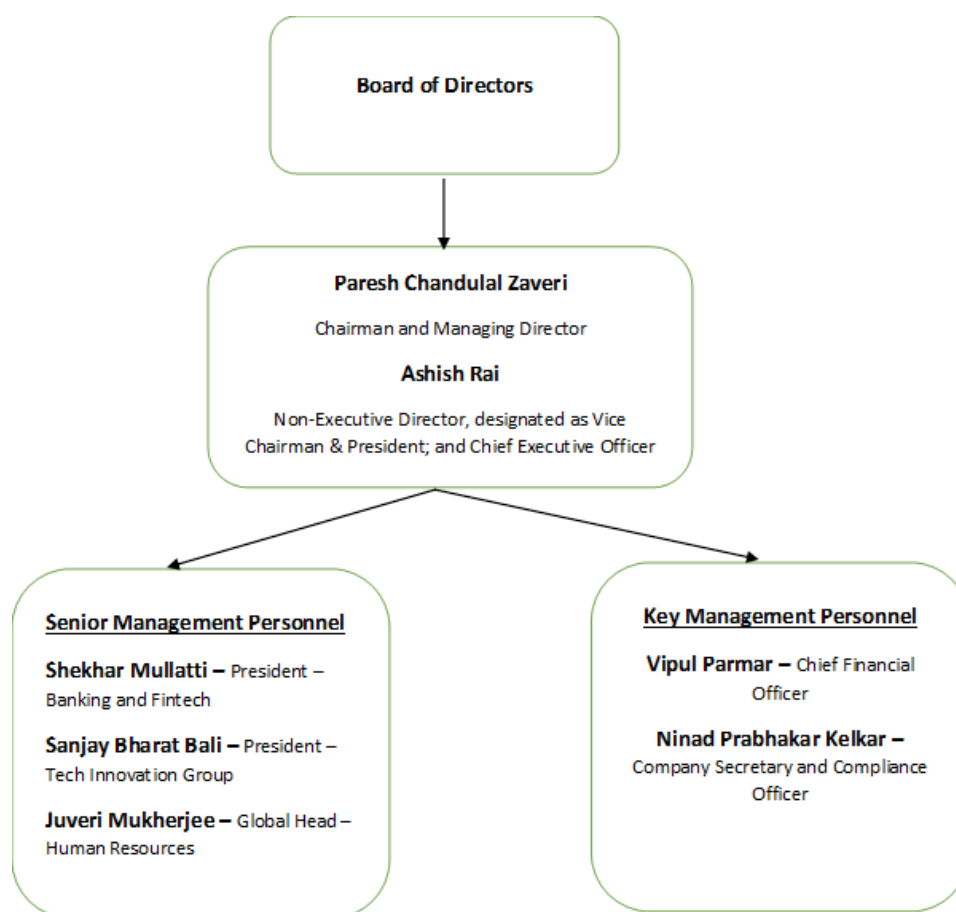 Board of Directors
Paresh Chandulal Zaveri
Chairman and Managing Director
Ashish Rai
Non-Executive Director, designated as Vice
Chairman & President; and Chief Executive Officer
Senior Management Personnel
Shekhar Mullatti – President –
Banking and Fintech
Sanjay Bharat Bali – President –
Tech Innovation Group
Juveri Mukherjee – Global Head –
Human Resources
Key Management Personnel
Vipul Parmar – Chief Financial
Officer
Ninad Prabhakar Kelkar –
Company Secretary and Compliance
Officer